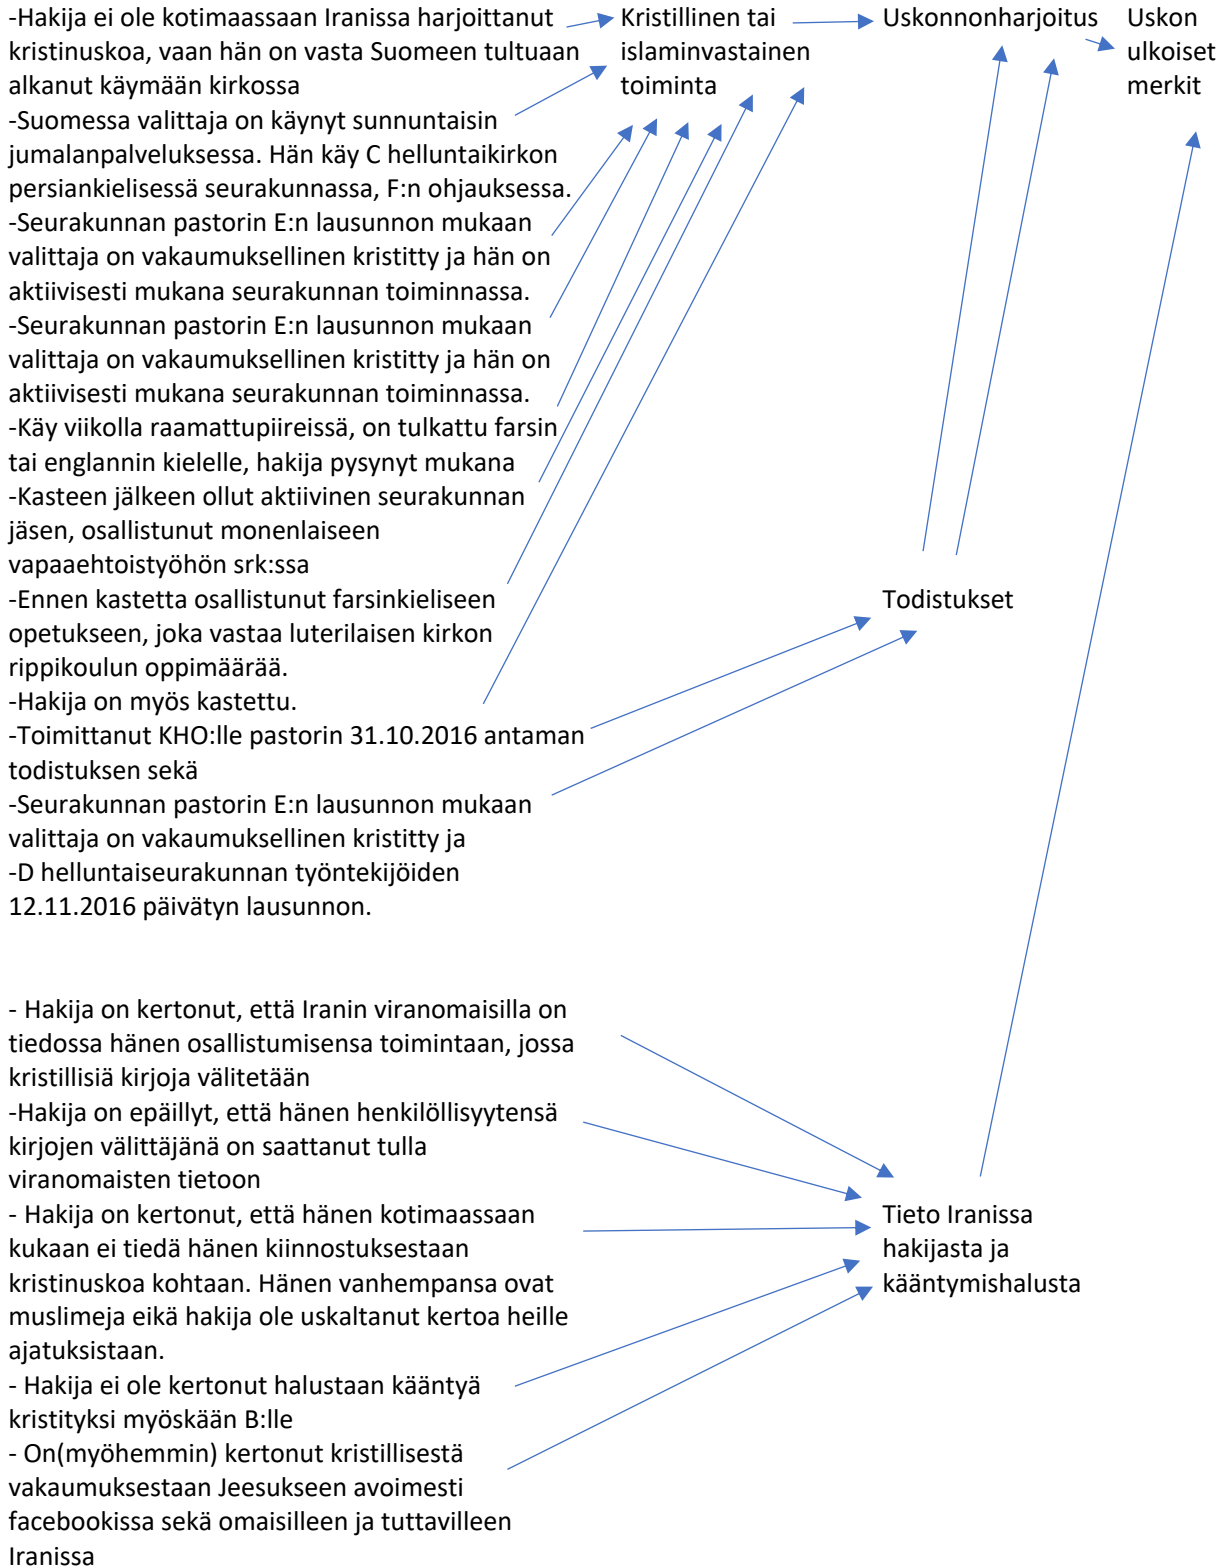 -Hakija ei ole kotimaassaan Iranissa harjoittanut
kristinuskoa, vaan hän on vasta Suomeen tultuaan
alkanut käymään kirkossa
-Suomessa valittaja on käynyt sunnuntaisin
jumalanpalveluksessa. Hän käy C helluntaikirkon
persiankielisessä seurakunnassa, F:n ohjauksessa.
-Seurakunnan pastorin E:n lausunnon mukaan
valittaja on vakaumuksellinen kristitty ja hän on
aktiivisesti mukana seurakunnan toiminnassa.
-Seurakunnan pastorin E:n lausunnon mukaan
valittaja on vakaumuksellinen kristitty ja hän on
aktiivisesti mukana seurakunnan toiminnassa.
-Käy viikolla raamattupiireissä, on tulkattu farsin
tai englannin kielelle, hakija pysynyt mukana
-Kasteen jälkeen ollut aktiivinen seurakunnan
jäsen, osallistunut monenlaiseen
vapaaehtoistyöhön srk:ssa
-Ennen kastetta osallistunut farsinkieliseen
opetukseen, joka vastaa luterilaisen kirkon
rippikoulun oppimäärää.
-Hakija on myös kastettu.
-Toimittanut KHO:lle pastorin 31.10.2016 antaman
todistuksen sekä
-Seurakunnan pastorin E:n lausunnon mukaan
valittaja on vakaumuksellinen kristitty ja
-D helluntaiseurakunnan työntekijöiden
12.11.2016 päivätyn lausunnon.
- Hakija on kertonut, että Iranin viranomaisilla on
tiedossa hänen osallistumisensa toimintaan, jossa
kristillisiä kirjoja välitetään
-Hakija on epäillyt, että hänen henkilöllisyytensä
kirjojen välittäjänä on saattanut tulla
viranomaisten tietoon
- Hakija on kertonut, että hänen kotimaassaan
kukaan ei tiedä hänen kiinnostuksestaan
kristinuskoa kohtaan. Hänen vanhempansa ovat
muslimeja eikä hakija ole uskaltanut kertoa heille
ajatuksistaan.
- Hakija ei ole kertonut halustaan kääntyä
kristityksi myöskään B:lle
- On(myöhemmin) kertonut kristillisestä
vakaumuksestaan Jeesukseen avoimesti
facebookissa sekä omaisilleen ja tuttavilleen
Iranissa
Kristillinen tai
islaminvastainen
toiminta
Uskonnonharjoitus
Todistukset
Tieto Iranissa
hakijasta ja
kääntymishalusta
Uskon
ulkoiset
merkit